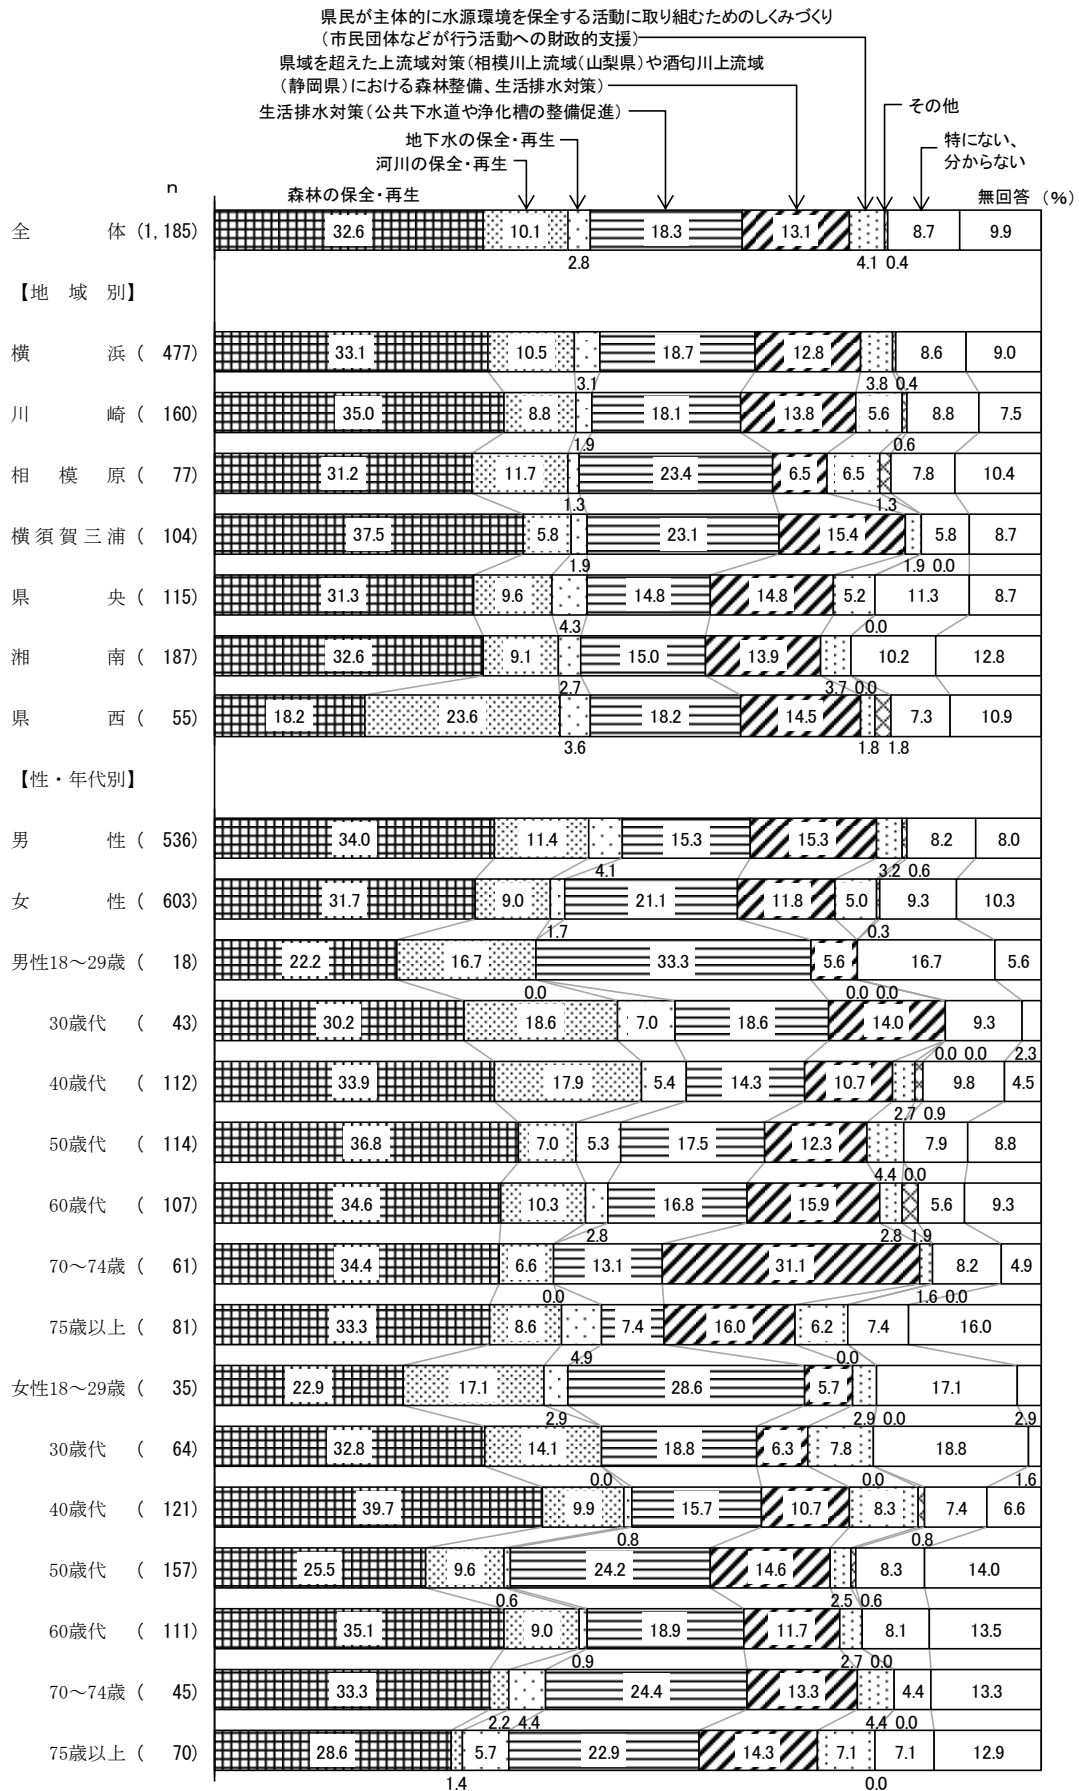 県民が主体的に水源環境を保全する活動に取り組むためのしくみづくり
（市民団体などが行う活動への財政的支援）
県域を超えた上流域対策（相模川上流域（山梨県）や酒匂川上流域
（静岡県）における森林整備、生活排水対策）
生活排水対策（公共下水道や浄化槽の整備促進）
その他
地下水の保全・再生
特にない、
分からない
河川の保全・再生
n
森林の保全・再生
無回答 (%)
全体 (1,185) 32.6 10.1 18.3 13.1 8.7 9.9
2.8 4.1 0.4
【地域別】
横浜 (477) 33.1 10.5 18.7 12.8 8.6 9.0
3.1 3.8 0.4
川崎 (160) 35.0 8.8 18.1 13.8 5.6 8.8 7.5
1.9 0.6
相模原 (77) 31.2 11.7 23.4 6.5 6.5 7.8 10.4
1.3 1.3
横須賀三浦 (104) 37.5 5.8 23.1 15.4 5.8 8.7
1.9 1.9 0.0
県央 (115) 31.3 9.6 14.8 14.8 5.2 11.3 8.7
4.3 0.0
湘南 (187) 32.6 9.1 15.0 13.9 10.2 12.8
2.7 3.7 0.0
県西 (55) 18.2 23.6 18.2 14.5 7.3 10.9
3.6 1.8 1.8
【性・年代別】
男性 (536) 34.0 11.4 15.3 15.3 8.2 8.0
4.1 3.2 0.6
女性 (603) 31.7 9.0 21.1 11.8 5.0 9.3 10.3
1.7 0.3
男性18～29歳 (18) 22.2 16.7 33.3 5.6 16.7 5.6
0.0 0.0 0.0
30歳代 (43) 30.2 18.6 7.0 18.6 14.0 9.3
0.0 0.0 2.3
40歳代 (112) 33.9 17.9 5.4 14.3 10.7 9.8 4.5
2.7 0.9
50歳代 (114) 36.8 7.0 5.3 17.5 12.3 7.9 8.8
4.4 0.0
60歳代 (107) 34.6 10.3 16.8 15.9 5.6 9.3
2.8 2.8 1.9
70～74歳 (61) 34.4 6.6 13.1 31.1 8.2 4.9
0.0 1.6 0.0
75歳以上 (81) 33.3 8.6 7.4 16.0 6.2 7.4 16.0
4.9 0.0
女性18～29歳 (35) 22.9 17.1 28.6 5.7 17.1
2.9 2.9 0.0 2.9
30歳代 (64) 32.8 14.1 18.8 6.3 7.8 18.8
0.0 0.0 1.6
40歳代 (121) 39.7 9.9 15.7 10.7 8.3 7.4 6.6
0.8 0.8
50歳代 (157) 25.5 9.6 24.2 14.6 8.3 14.0
0.6 2.5 0.6
60歳代 (111) 35.1 9.0 18.9 11.7 8.1 13.5
0.9 2.7 0.0
70～74歳 (45) 33.3 24.4 13.3 4.4 13.3
2.2 4.4 4.4 0.0
75歳以上 (70) 28.6 5.7 22.9 14.3 7.1 7.1 12.9
1.4 0.0